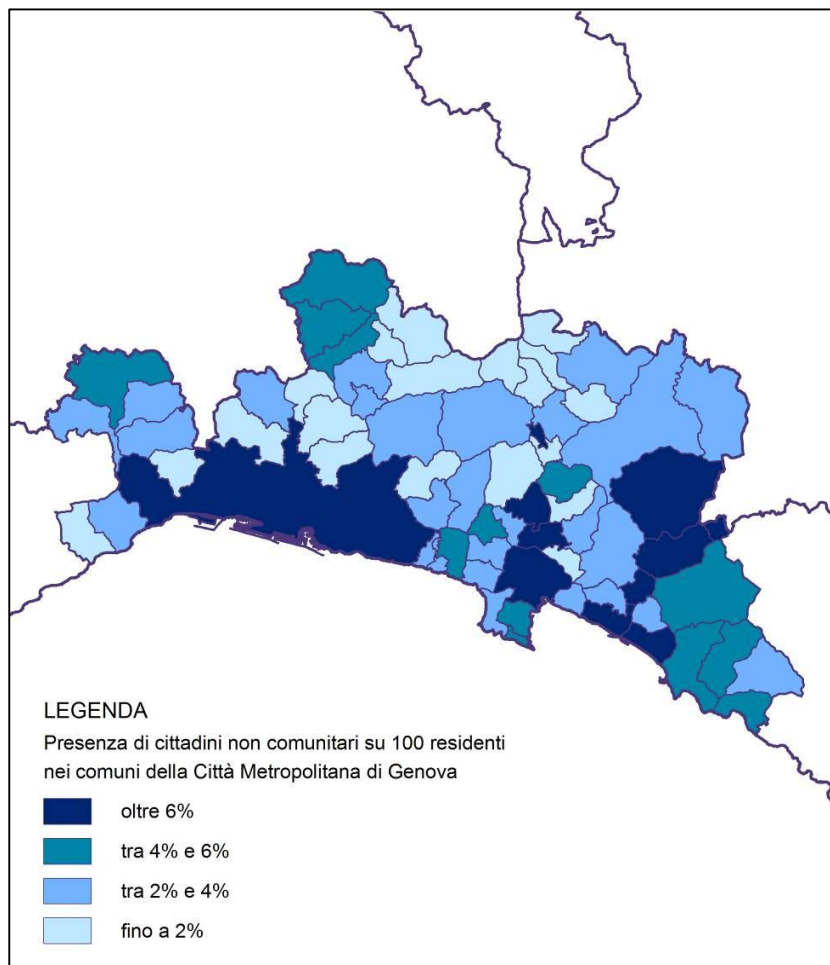 LEGENDA
Presenza di cittadini non comunitari su 100 residenti
nei comuni della Città Metropolitana di Genova
oltre 6%
tra 4% e 6%
tra 2% e 4%
fino a 2%